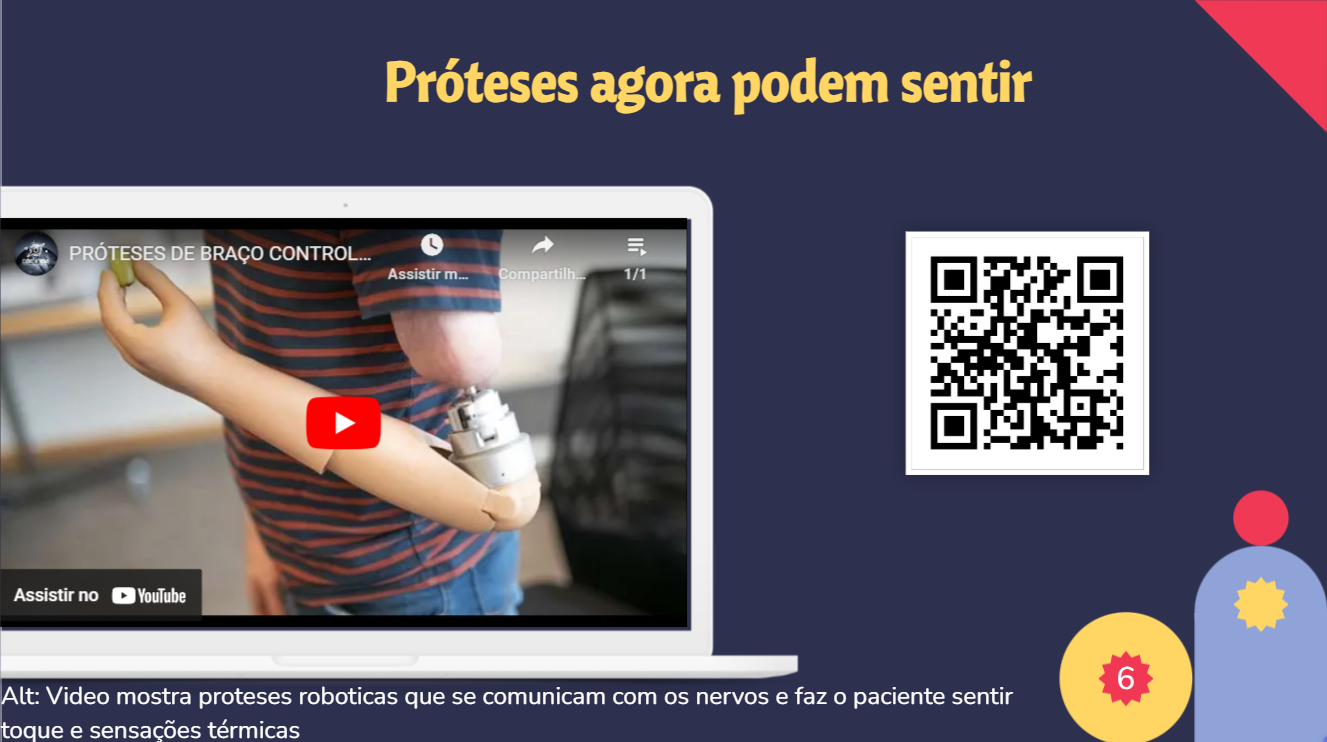 Próteses agora podem sentir
PRÓTESES DE BRAÇO CONTROL...
Assistir m...
Compartilh...
1/1
Assistir no YouTube
6
Alt: Video mostra proteses roboticas que se comunicam com os nervos e faz o paciente sentir
toque e sensações térmicas